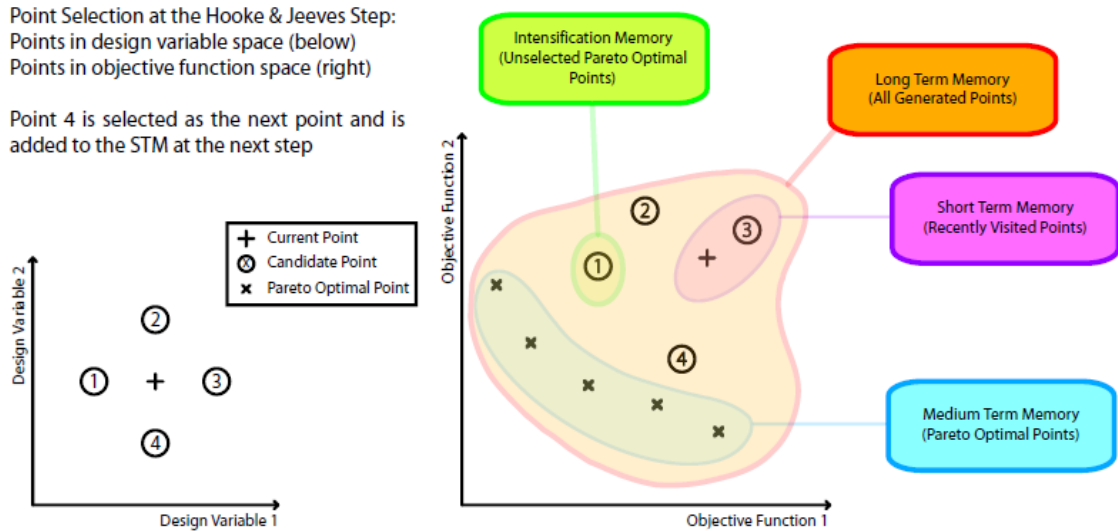 Point Selection at the Hooke & Jeeves Step:
Points in design variable space (below)
Points in objective function space (right)
Point 4 is selected as the next point and is
added to the STM at the next step
Intensification Memory
(Unselected Pareto Optimal
Points)
Long Term Memory
(All Generated Points)
Short Term Memory
(Recently Visited Points)
Medium Term Memory
(Pareto Optimal Points)
Current Point
X Candidate Point
Pareto Optimal Point
Design Variable 2
2
1
3
4
Design Variable 1
Objective Function 2
2
3
1
4
Objective Function 1